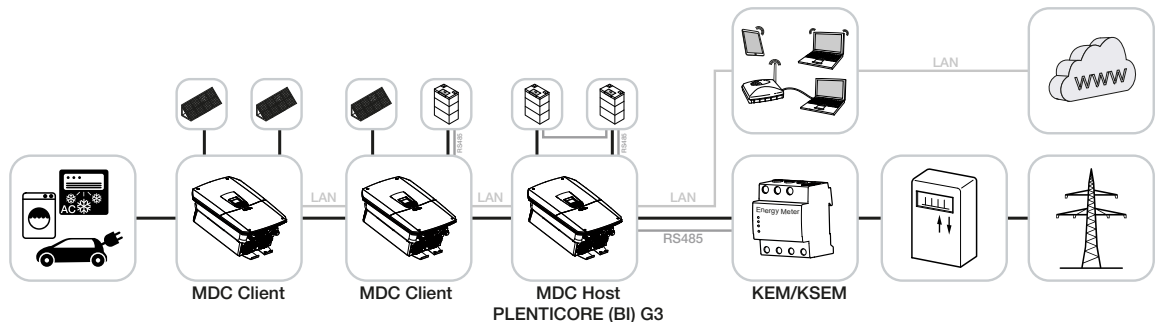 LAN
WWW
RS485
RS485
AC
LAN
LAN
LAN
RS485
Energy Meter
MDC Client
MDC Client
MDC Host
PLENTICORE (BI) G3
KEM/KSEM